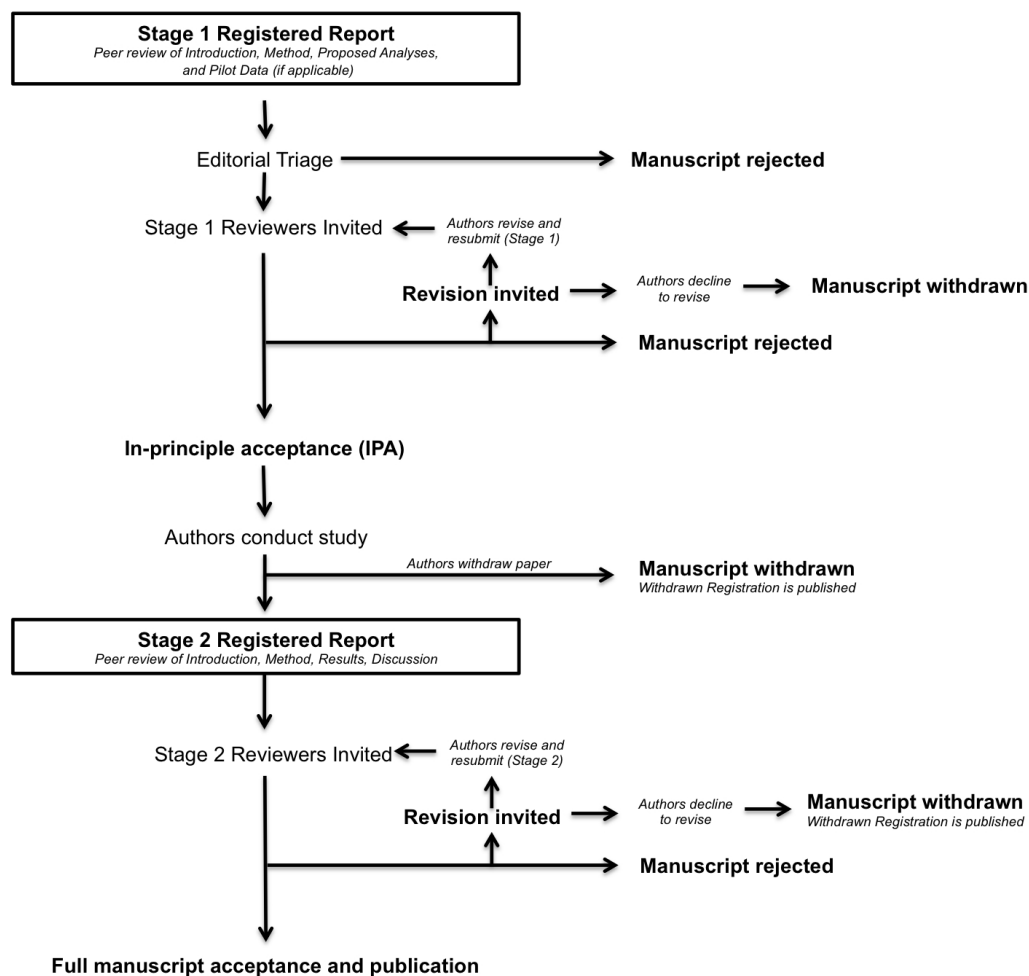 Stage 1 Registered Report
Peer review of Introduction, Method, Proposed Analyses,
and Pilot Data (if applicable)
Editorial Triage
Manuscript rejected
Stage 1 Reviewers Invited
Authors revise and
resubmit (Stage 1)
Revision invited
Authors decline
to revise
Manuscript withdrawn
Manuscript rejected
In-principle acceptance (IPA)
Authors conduct study
Authors withdraw paper
Manuscript withdrawn
Withdrawn Registration is published
Stage 2 Registered Report
Peer review of Introduction, Method, Results, Discussion
Stage 2 Reviewers Invited
Authors revise and
resubmit (Stage 2)
Revision invited
Authors decline
to revise
Manuscript withdrawn
Withdrawn Registration is published
Manuscript rejected
Full manuscript acceptance and publication